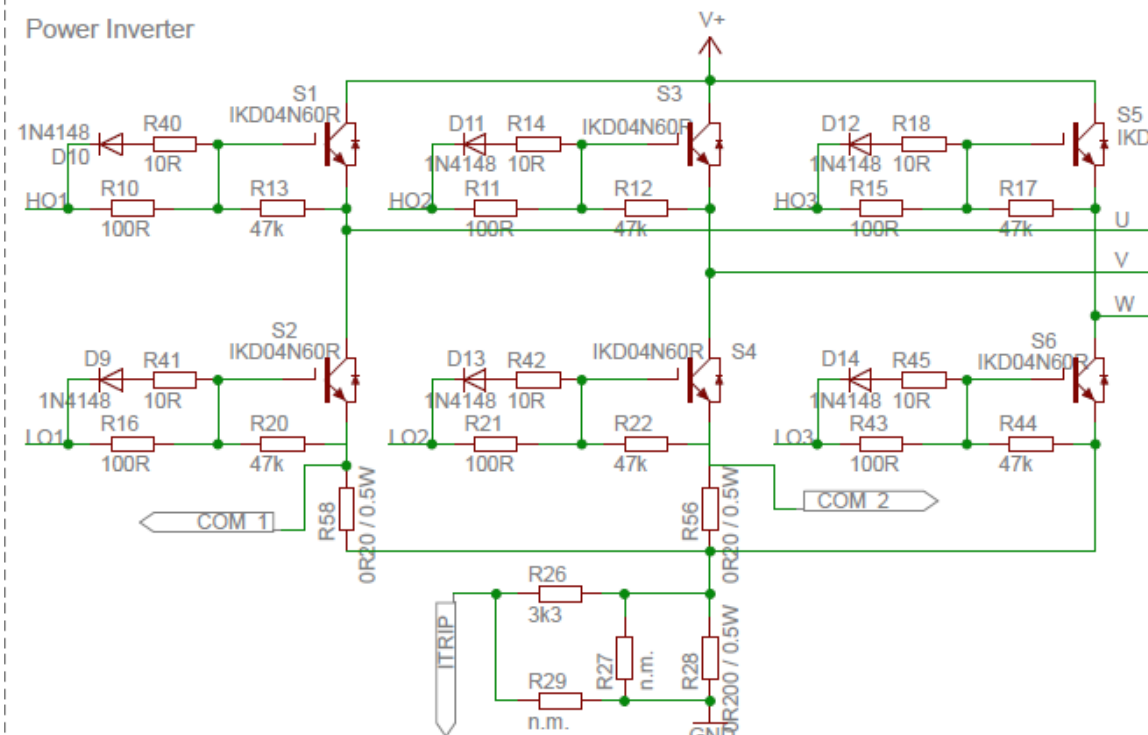 Power Inverter
V+
S1
IKD04N60R
1N4148
D10
R40
10R
HO1
R10
100R
R13
47k
S3
IKD04N60R
D11
1N4148
R14
10R
HO2
R11
100R
R12
47k
S5
IKD
D12
1N4148
R18
10R
HO3
R15
100R
R17
47k
U
V
W
S2
IKD04N60R
D9
1N4148
R41
10R
LO1
R16
100R
R20
47k
IKD04N60R
S4
D13
1N4148
R42
10R
LO2
R21
100R
R22
47k
S6
IKD04N60R
D14
1N4148
R45
10R
LO3
R43
100R
R44
47k
COM_1
R58
0R20 / 0.5W
R56
0R20 / 0.5W
COM_2
ITRIP
R26
3k3
R27
n.m.
R28
0R200 / 0.5W
R29
n.m.
GND